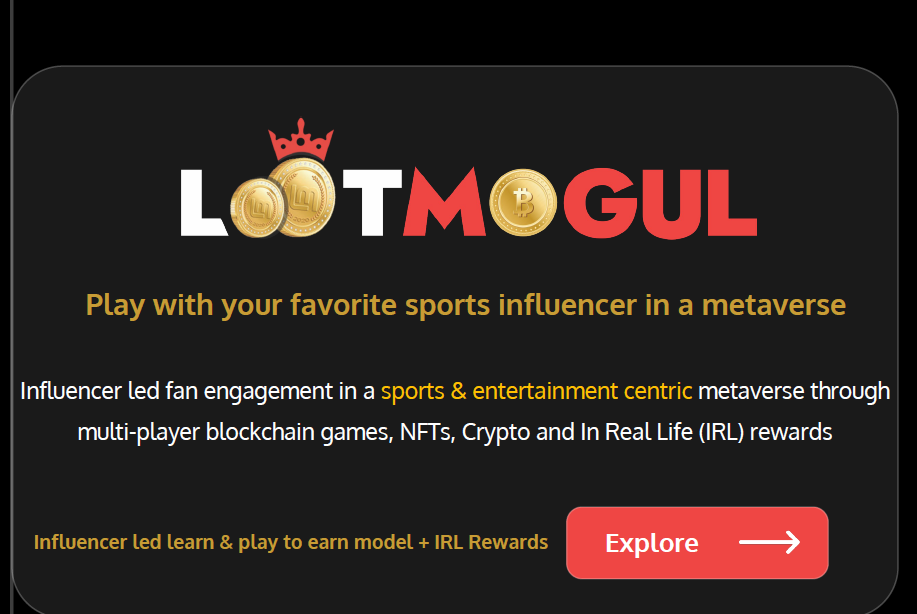 LOOTMOGUL
Play with your favorite sports influencer in a metaverse
Influencer led fan engagement in a sports & entertainment centric metaverse through
multi-player blockchain games, NFTs, Crypto and In Real Life (IRL) rewards
Influencer led learn & play to earn model + IRL Rewards
Explore